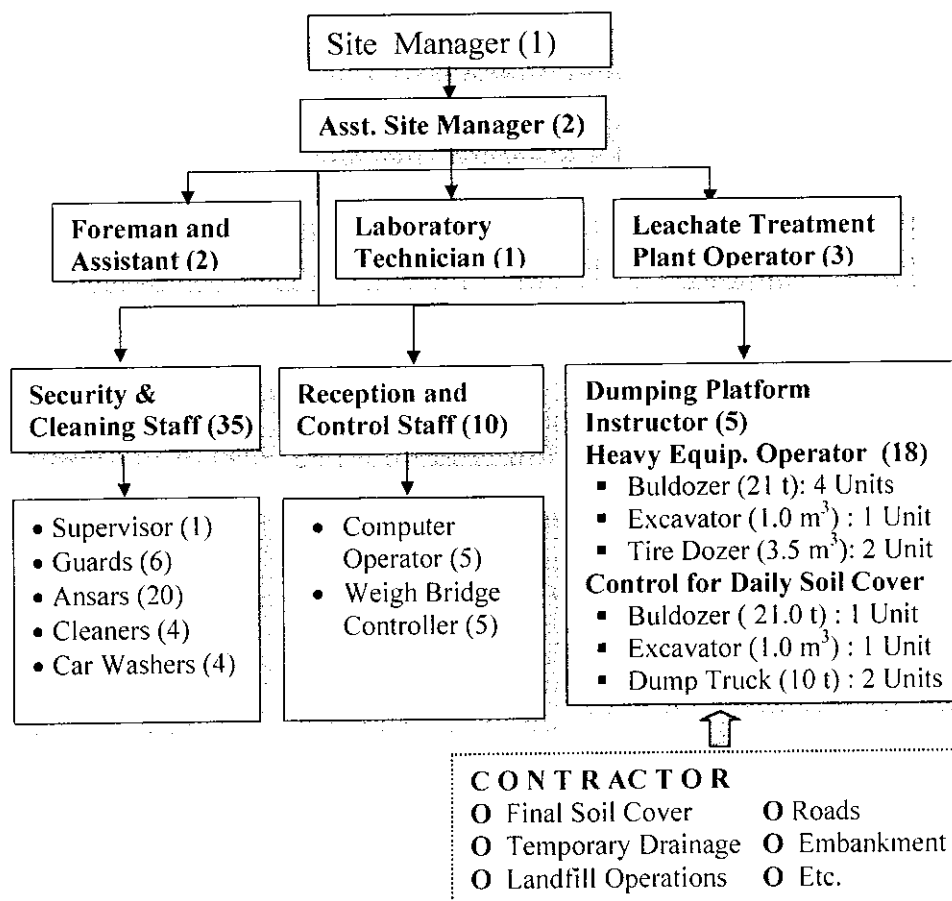 Site Manager (1)
Asst. Site Manager (2)
Foreman and
Assistant (2)
Laboratory
Technician (1)
Leachate Treatment
Plant Operator (3)
Security &
Cleaning Staff (35)
• Supervisor (1)
• Guards (6)
• Ansars (20)
• Cleaners (4)
• Car Washers (4)
Reception and
Control Staff (10)
• Computer
Operator (5)
• Weigh Bridge
Controller (5)
Dumping Platform
Instructor (5)
Heavy Equip. Operator (18)
▪ Buldozer (21 t): 4 Units
▪ Excavator (1.0 m³) : 1 Unit
▪ Tire Dozer (3.5 m³): 2 Unit
Control for Daily Soil Cover
▪ Buldozer ( 21.0 t) : 1 Unit
▪ Excavator (1.0 m³) : 1 Unit
▪ Dump Truck (10 t) : 2 Units
C O N T R A C T O R
O Final Soil Cover O Roads
O Temporary Drainage O Embankment
O Landfill Operations O Etc.